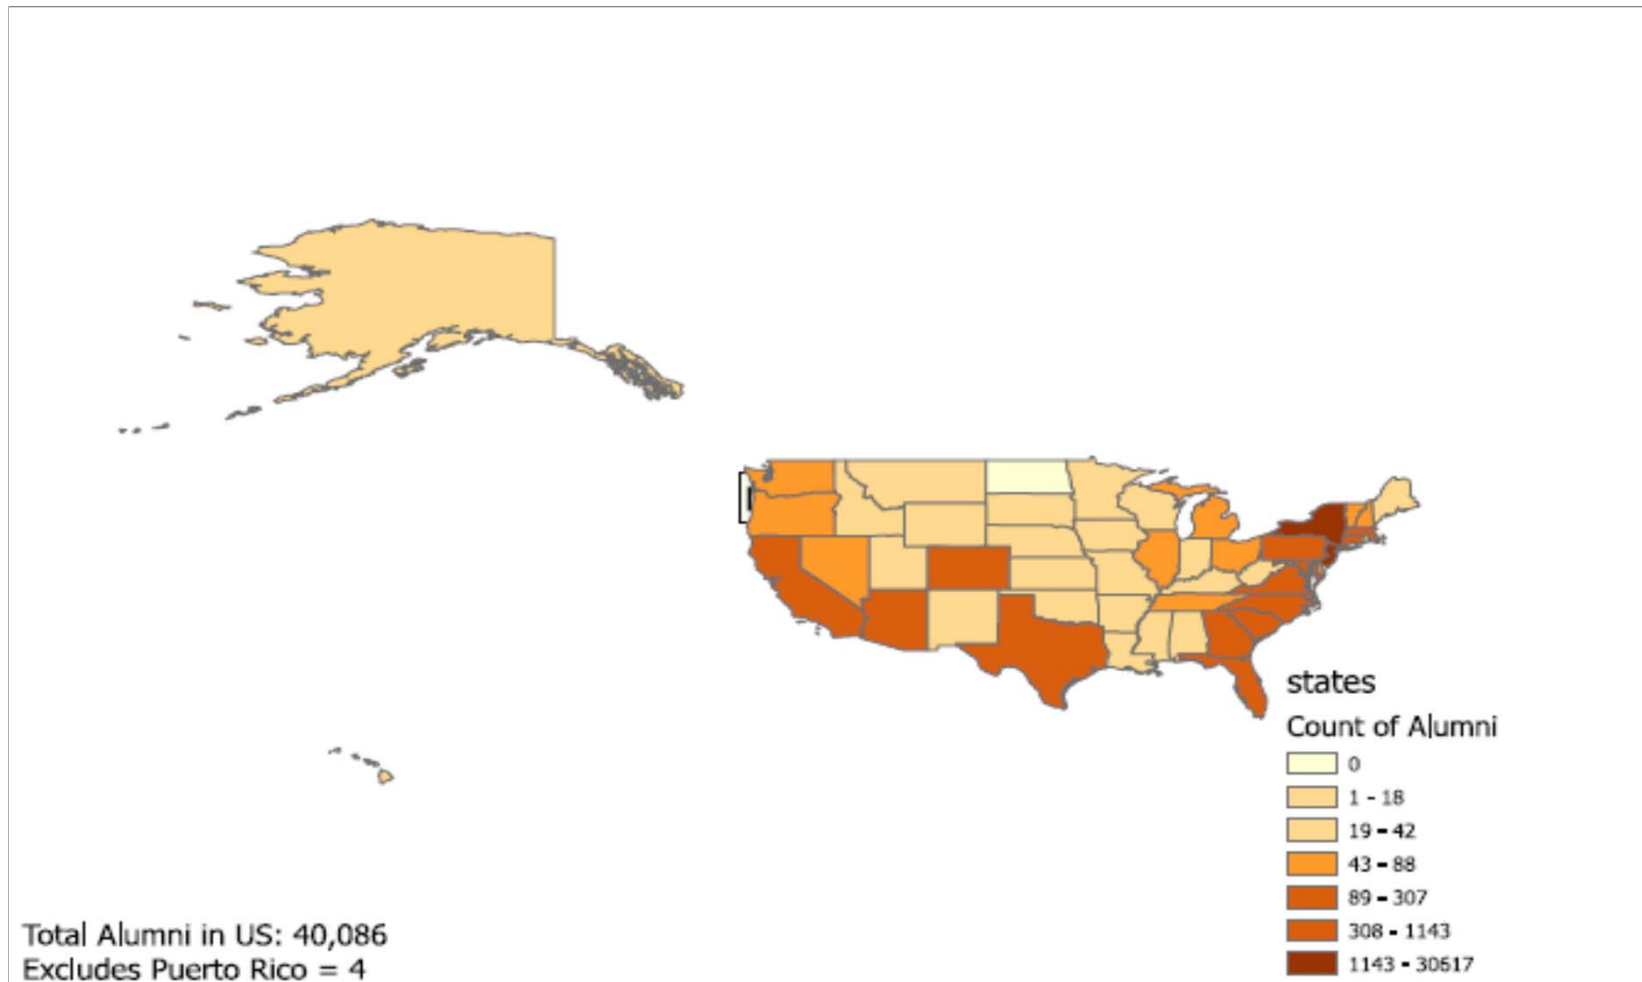 states
Count of Alumni
0
1 - 18
19 - 42
43 - 88
89 - 307
308 - 1143
1143 - 30617
Total Alumni in US: 40,086
Excludes Puerto Rico = 4